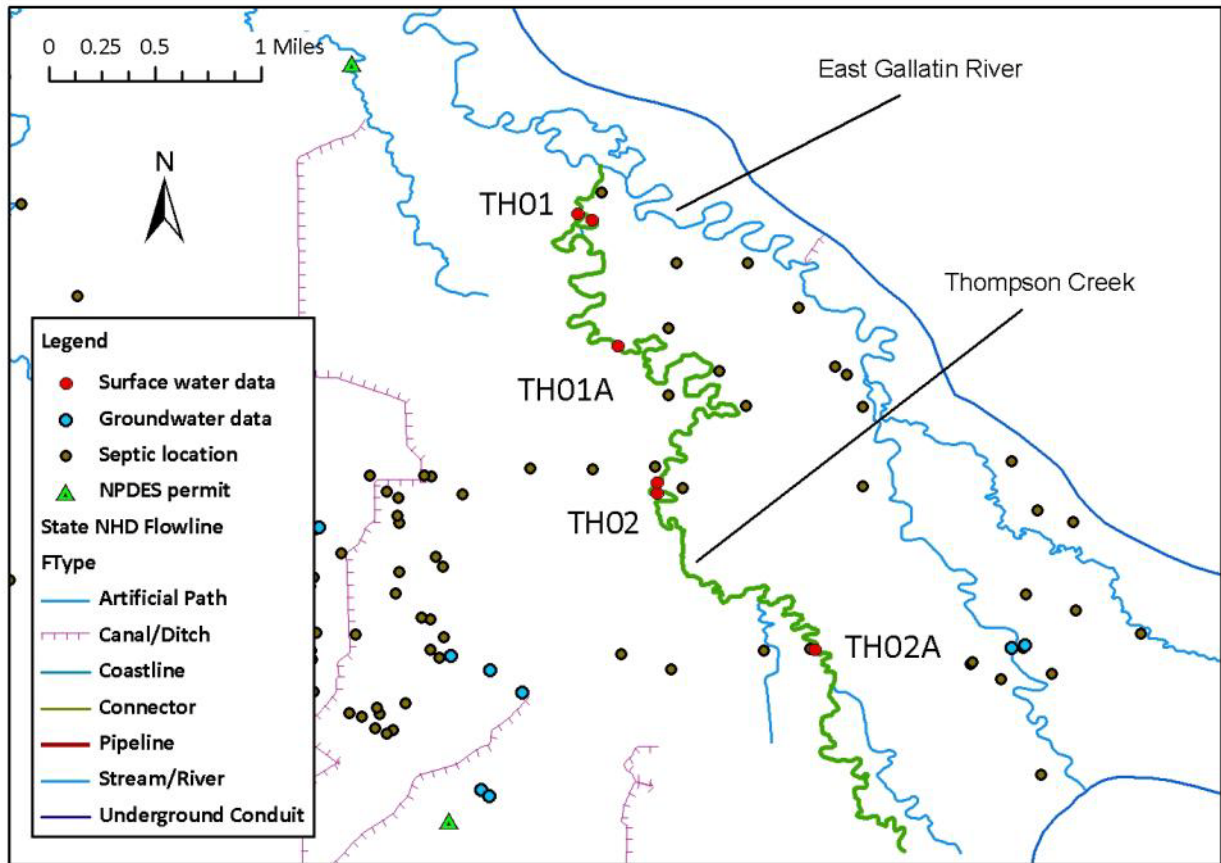 0 0.25 0.5 1 Miles
East Gallatin River
N
TH01
Thompson Creek
TH01A
TH02
TH02A
Legend
Surface water data
Groundwater data
Septic location
NPDES permit
State NHD Flowline
FType
Artificial Path
Canal/Ditch
Coastline
Connector
Pipeline
Stream/River
Underground Conduit